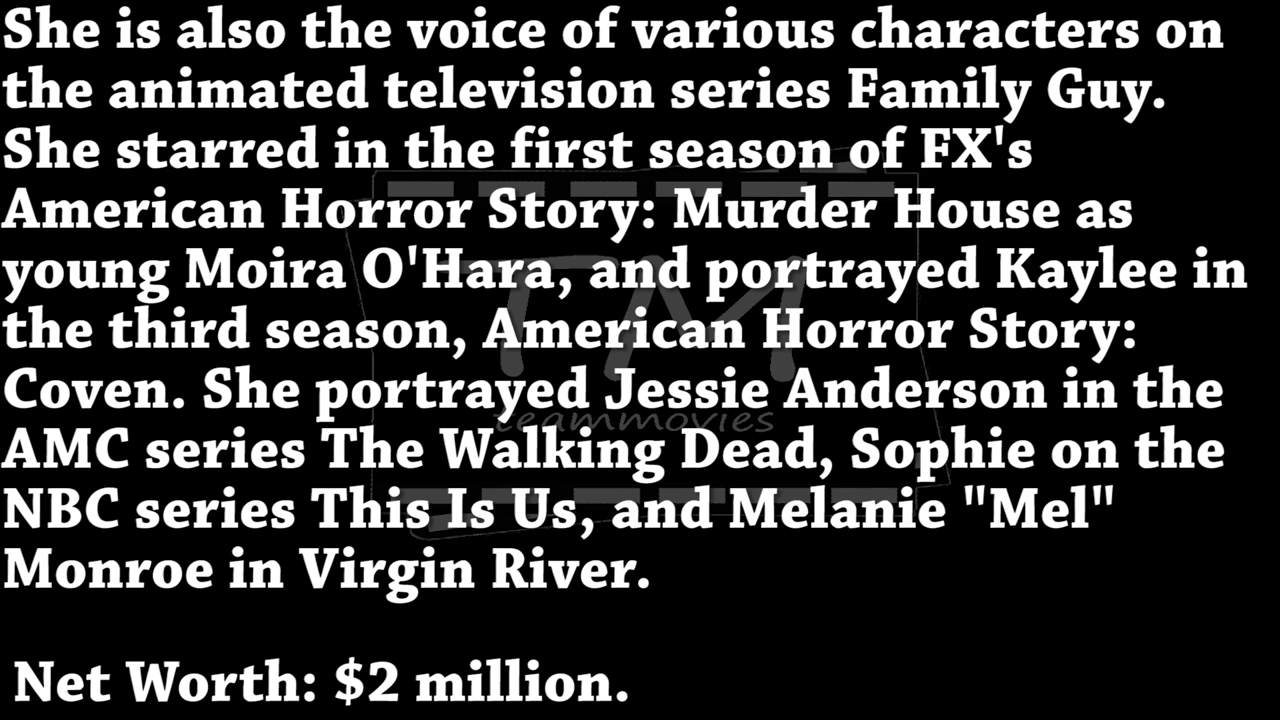 She is also the voice of various characters on
the animated television series Family Guy.
She starred in the first season of FX's
American Horror Story: Murder House as
young Moira O'Hara, and portrayed Kaylee in
the third season, American Horror Story:
Coven. She portrayed Jessie Anderson in the
teammovies
AMC series The Walking Dead, Sophie on the
NBC series This Is Us, and Melanie "Mel"
Monroe in Virgin River.
Net Worth: $2 million.
TM